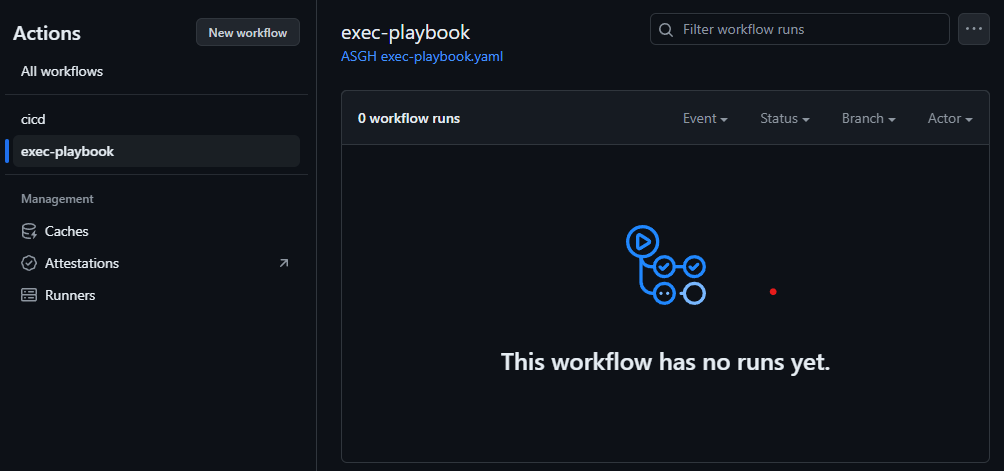 Actions
New workflow
All workflows
cicd
exec-playbook
Management
Caches
Attestations
Runners
exec-playbook
ASGH exec-playbook.yaml
Filter workflow runs
0 workflow runs
Event
Status
Branch
Actor
This workflow has no runs yet.